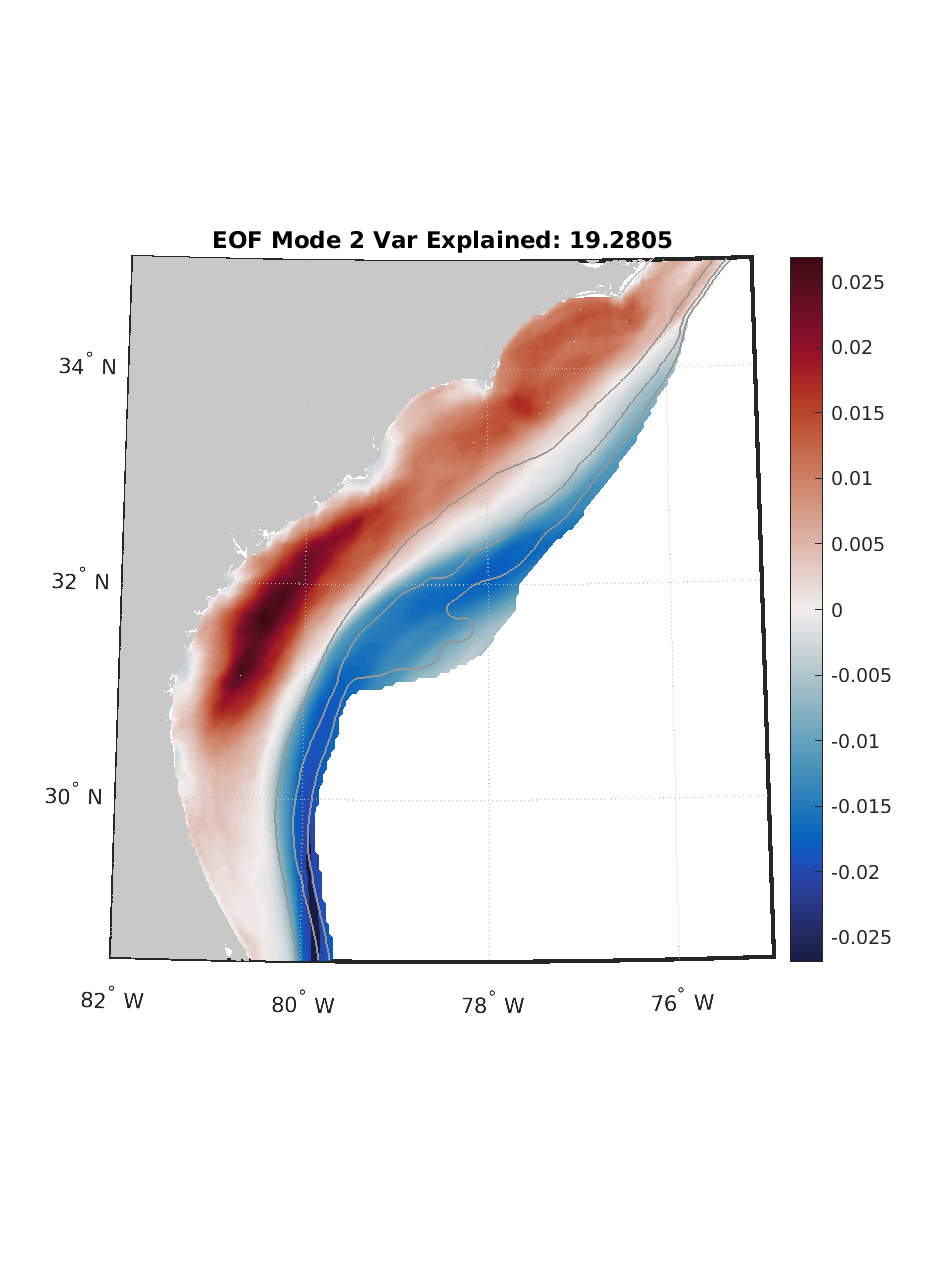 EOF Mode 2 Var Explained: 19.2805
0.025
0.02
0.015
0.01
0.005
0
-0.005
-0.01
-0.015
-0.02
-0.025
34° N
32° N
30° N
82° W
80° W
78° W
76° W